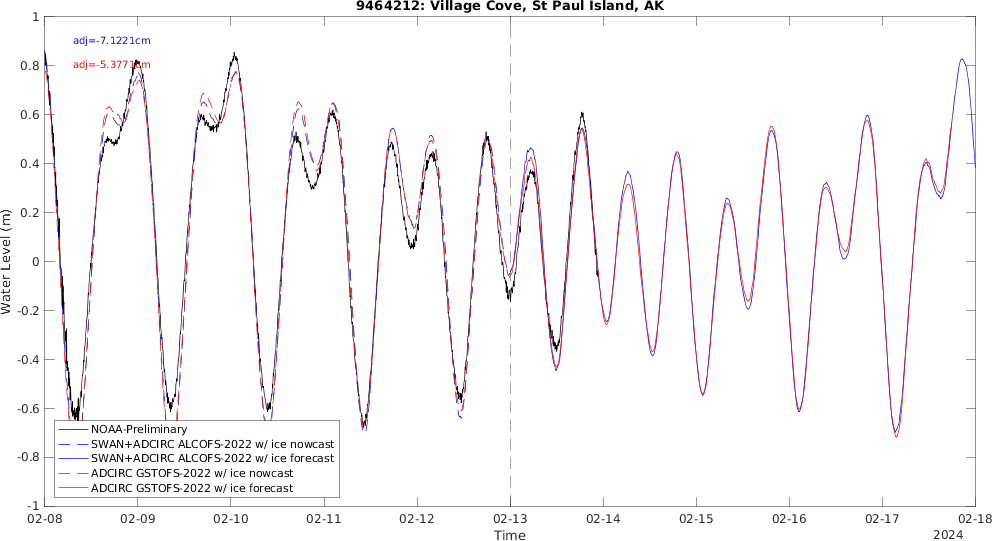 9464212: Village Cove, St Paul Island, AK
1
0.8
0.6
0.4
0.2
0
-0.2
-0.4
-0.6
-0.8
-1
Water Level (m)
adj=-7.1221cm
adj=-5.3771cm
NOAA-Preliminary
SWAN+ADCIRC ALCOFS-2022 w/ ice nowcast
SWAN+ADCIRC ALCOFS-2022 w/ ice forecast
ADCIRC GSTOFS-2022 w/ ice nowcast
ADCIRC GSTOFS-2022 w/ ice forecast
02-08 02-09 02-10 02-11 02-12 02-13 02-14 02-15 02-16 02-17 02-18
Time
2024